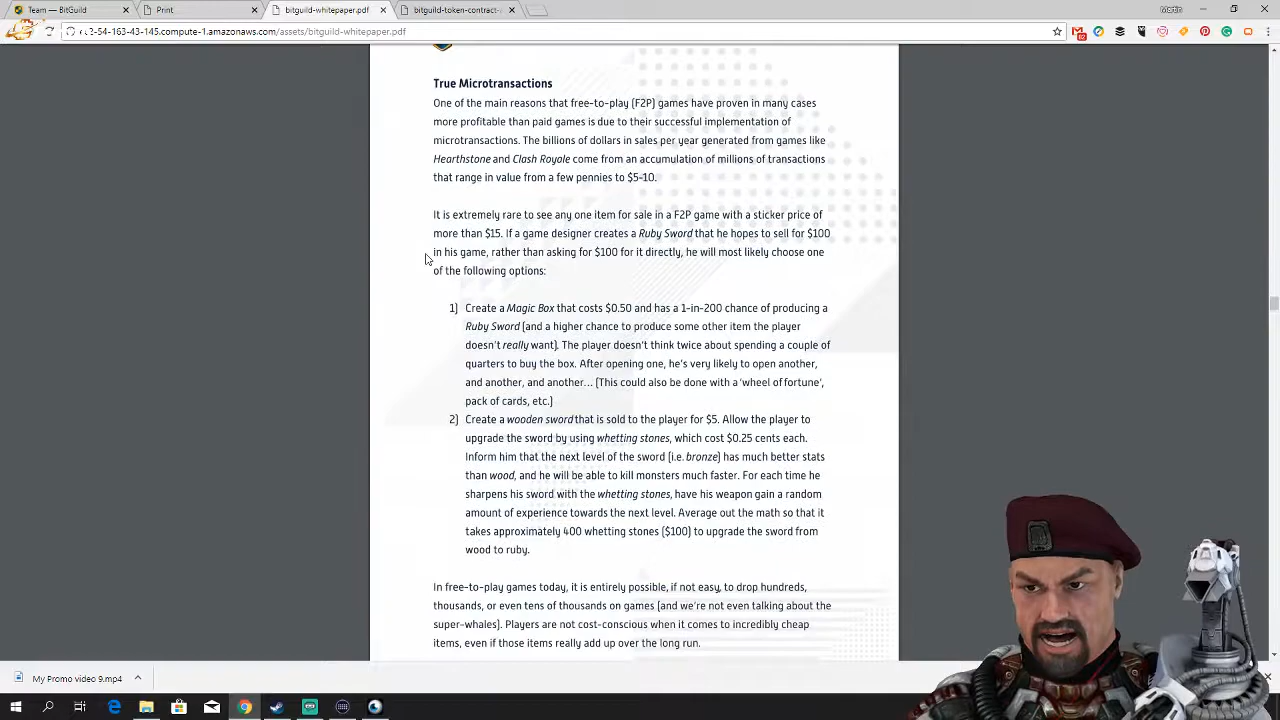 Team — BitGuild
Print
bitguild-whitepaper.pdf
bitguild-token-contract-
2-54-163-43-145.compute-1.amazonaws.com/assets/bitguild-whitepaper.pdf
True Microtransactions
One of the main reasons that free-to-play (F2P) games have proven in many cases
more profitable than paid games is due to their successful implementation of
microtransactions. The billions of dollars in sales per year generated from games like
Hearthstone and Clash Royale come from an accumulation of millions of transactions
that range in value from a few pennies to $5-10.
It is extremely rare to see any one item for sale in a F2P game with a sticker price of
more than $15. If a game designer creates a Ruby Sword that he hopes to sell for $100
in his game, rather than asking for $100 for it directly, he will most likely choose one
of the following options:
1) Create a Magic Box that costs $0.50 and has a 1-in-200 chance of producing a
Ruby Sword (and a higher chance to produce some other item the player
doesn't really want). The player doesn't think twice about spending a couple of
quarters to buy the box. After opening one, he's very likely to open another,
and another, and another... (This could also be done with a 'wheel of fortune',
pack of cards, etc.)
2) Create a wooden sword that is sold to the player for $5. Allow the player to
upgrade the sword by using whetting stones, which cost $0.25 cents each.
Inform him that the next level of the sword (i.e. bronze) has much better stats
than wood, and he will be able to kill monsters much faster. For each time he
sharpens his sword with the whetting stones, have his weapon gain a random
amount of experience towards the next level. Average out the math so that it
takes approximately 400 whetting stones ($100) to upgrade the sword from
wood to ruby.
In free-to-play games today, it is entirely possible, if not easy, to drop hundreds,
thousands, or even tens of thousands on games (and we're not even talking about the
super-whales). Players are not cost-conscious when it comes to incredibly cheap
items, even if those items really add up over the long run.
My Promo video 9.mp4